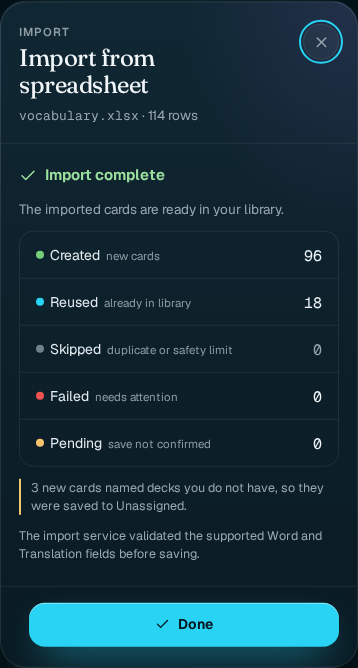 IMPORT
Import from
spreadsheet
vocabulary.xlsx · 114 rows
Import complete
The imported cards are ready in your library.
Created new cards 96
Reused already in library 18
Skipped duplicate or safety limit 0
Failed needs attention 0
Pending save not confirmed 0
3 new cards named decks you do not have, so they
were saved to Unassigned.
The import service validated the supported Word and
Translation fields before saving.
Done